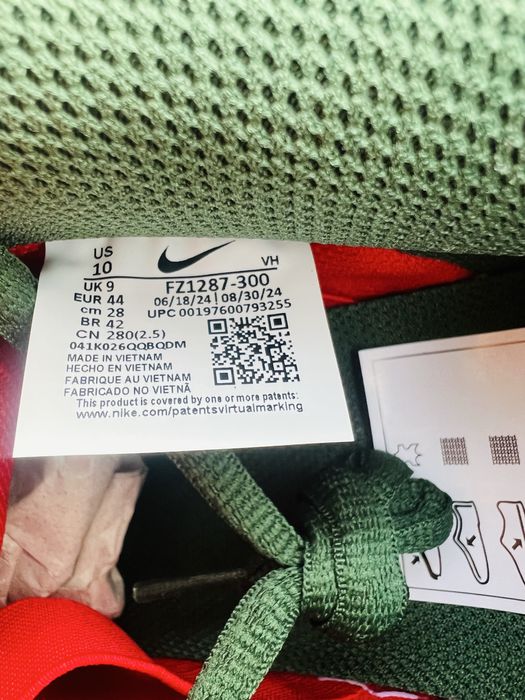 US
10
UK 9
EUR 44
cm 28
BR 42
CN 280(2.5)
VH
FZ1287-300
06/18/24 | 08/30/24
UPC 00197600793255
041K026QQBQDM
MADE IN VIETNAM
HECHO EN VIETNAM
FABRIQUE AU VIETNAM
FABRICADO NO VIETNÃ
This product is covered by one or more patents:
www.nike.com/patentsvirtualmarking